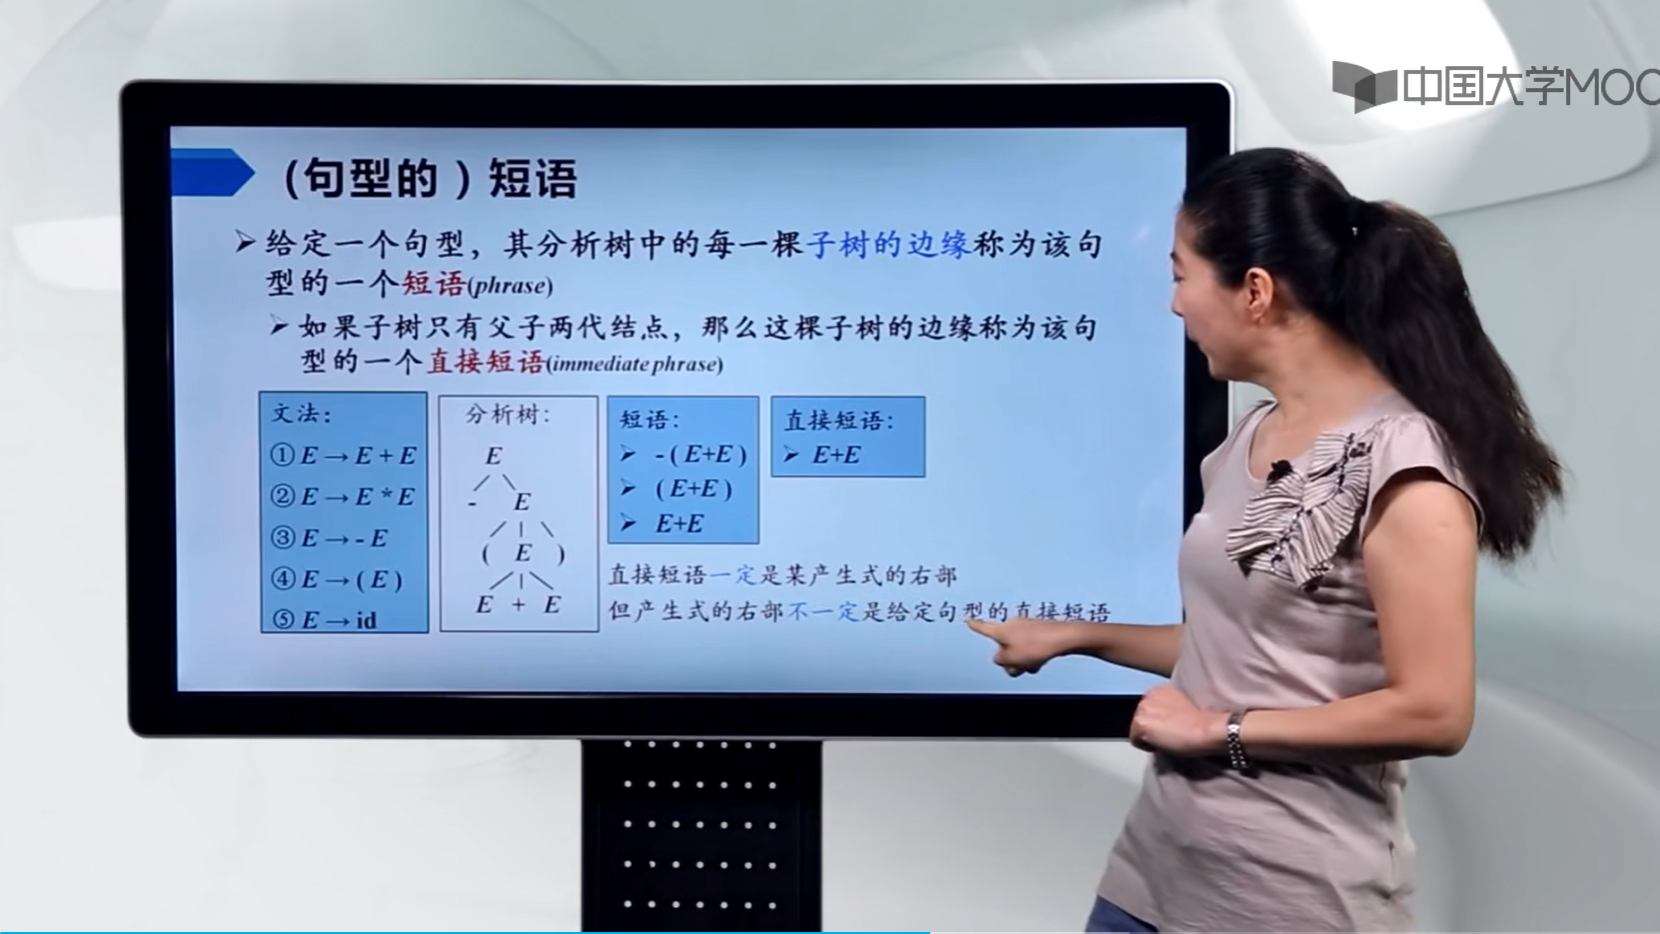 中国大学MOO
(句型的 ) 短语
➢ 给定一个句型，其分析树中的每一棵子树的边缘称为该句
型的一个短语(phrase)
➢ 如果子树只有父子两代结点，那么这棵子树的边缘称为该句
型的一个直接短语(immediate phrase)
文法：
① E → E + E
② E → E * E
③ E → - E
④ E → ( E )
⑤ E → id
分析树：
E
- E
( E )
E + E
短语：
➢ - ( E+E )
➢ ( E+E )
➢ E+E
直接短语：
➢ E+E
直接短语一定是某产生式的右部
但产生式的右部不一定是给定句型的直接短语